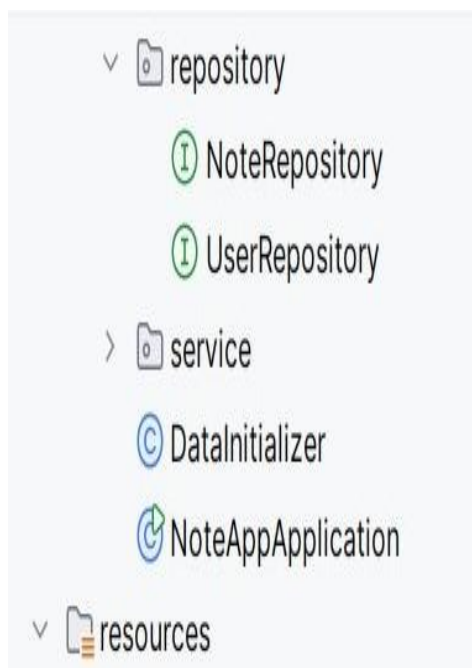 repository
NoteRepository
UserRepository
service
DataInitializer
NoteAppApplication
resources